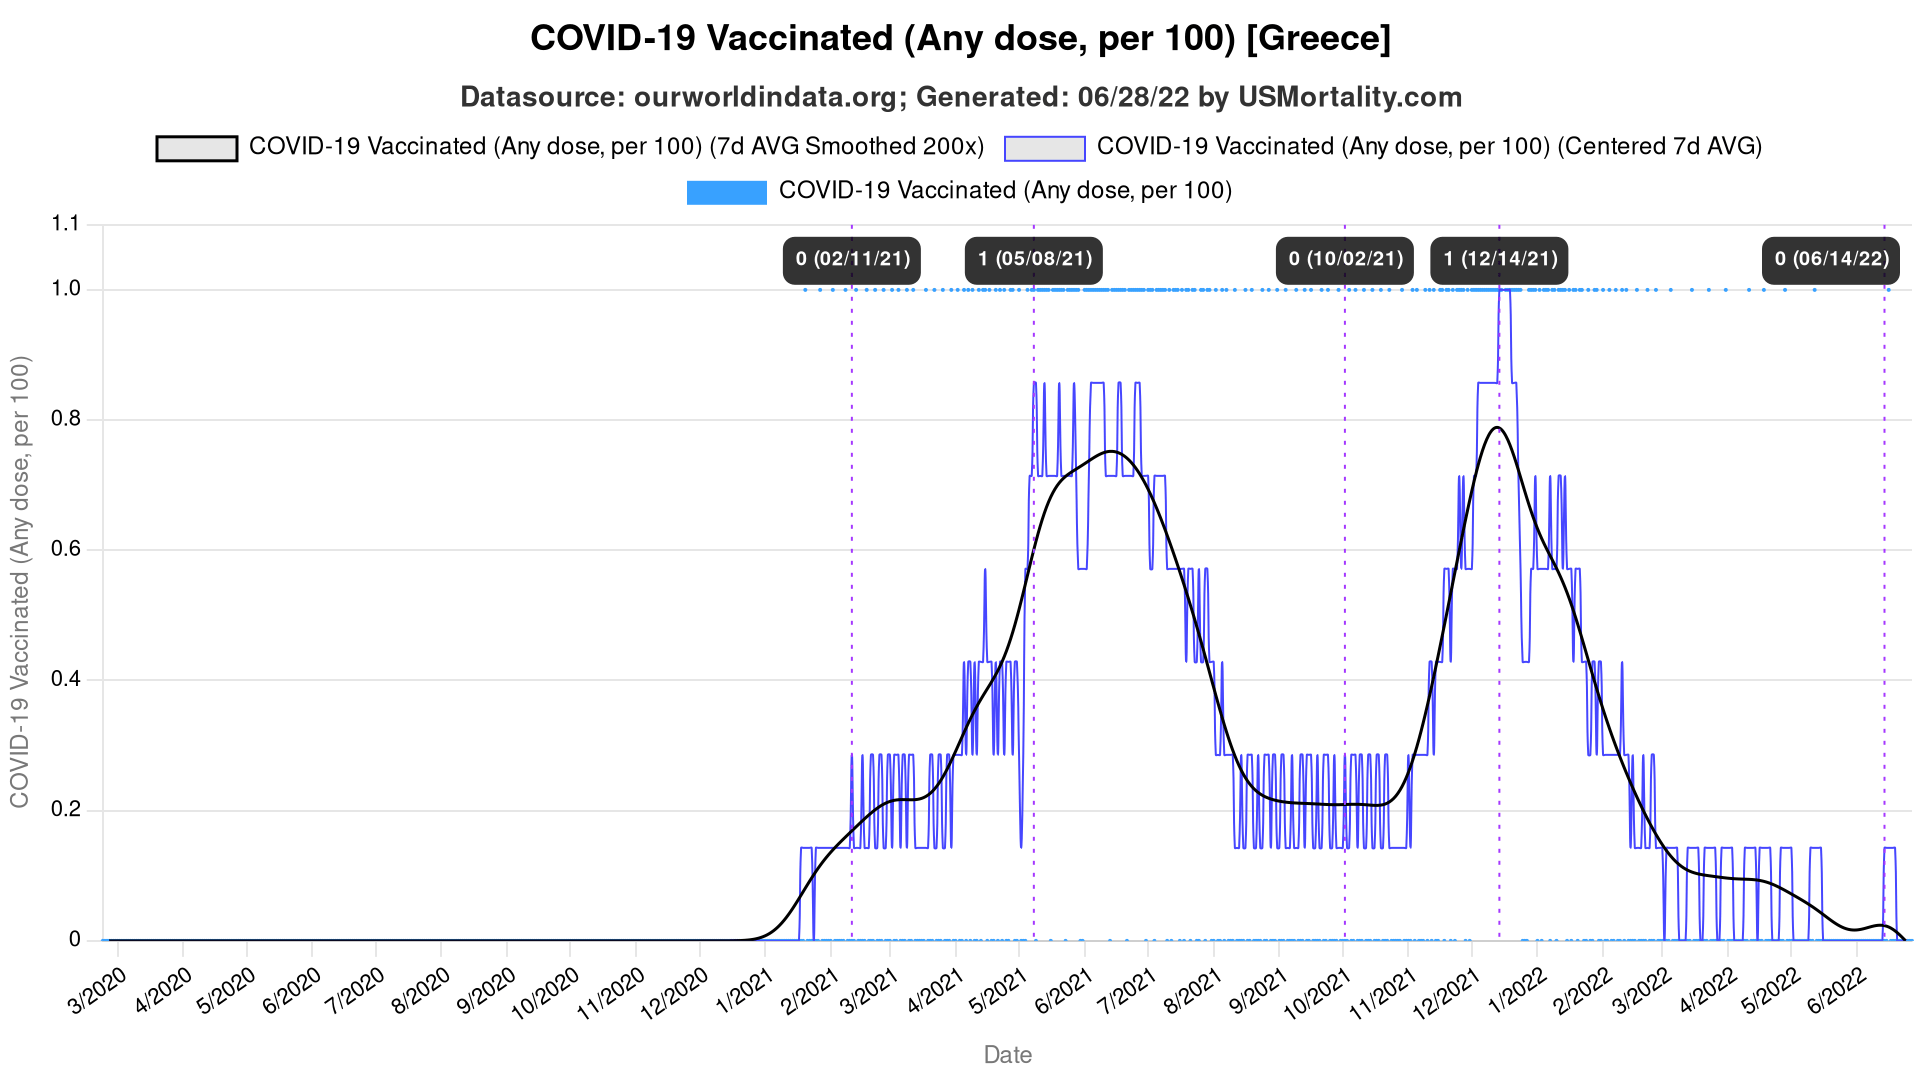 COVID-19 Vaccinated (Any dose, per 100) [Greece]
Datasource: ourworldindata.org; Generated: 06/28/22 by USMortality.com
COVID-19 Vaccinated (Any dose, per 100) (7d AVG Smoothed 200x) COVID-19 Vaccinated (Any dose, per 100) (Centered 7d AVG)
COVID-19 Vaccinated (Any dose, per 100)
1.1
0 (02/11/21) 1 (05/08/21) 0 (10/02/21) 1 (12/14/21) 0 (06/14/22)
1.0
0.8
0.6
0.4
0.2
0
COVID-19 Vaccinated (Any dose, per 100)
3/2020 4/2020 5/2020 6/2020 7/2020 8/2020 9/2020 10/2020 11/2020 12/2020 1/2021 2/2021 3/2021 4/2021 5/2021 6/2021 7/2021 8/2021 9/2021 10/2021 11/2021 12/2021 1/2022 2/2022 3/2022 4/2022 5/2022 6/2022
Date